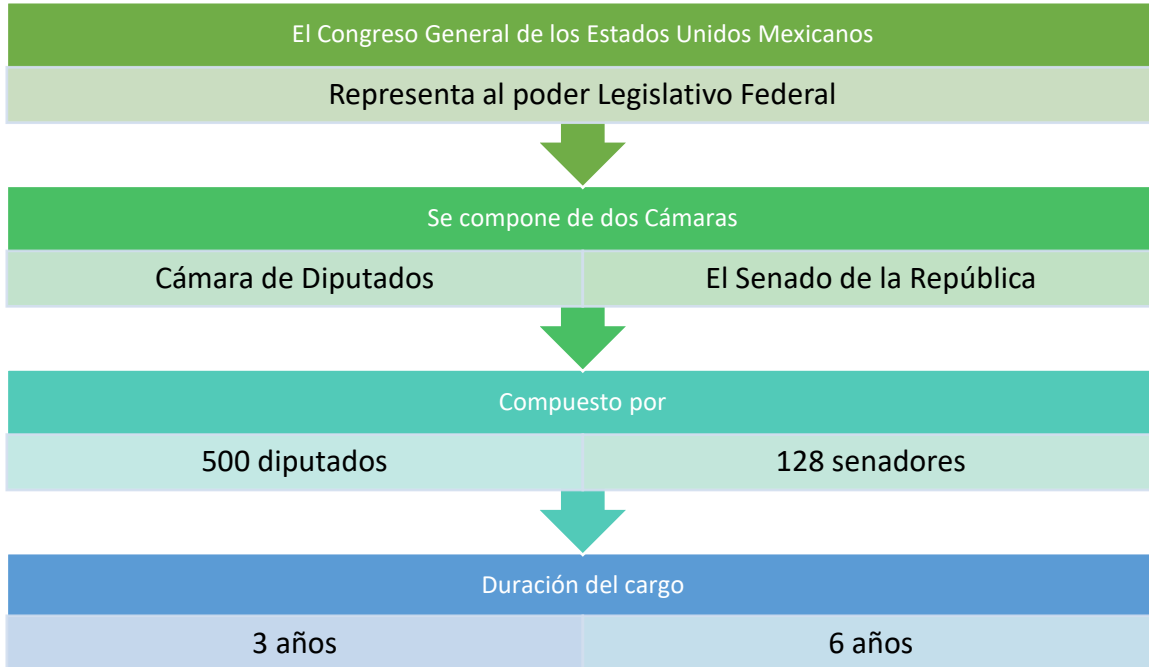 El Congreso General de los Estados Unidos Mexicanos
Representa al poder Legislativo Federal
Se compone de dos Cámaras
Cámara de Diputados
El Senado de la República
Compuesto por
500 diputados
128 senadores
Duración del cargo
3 años
6 años